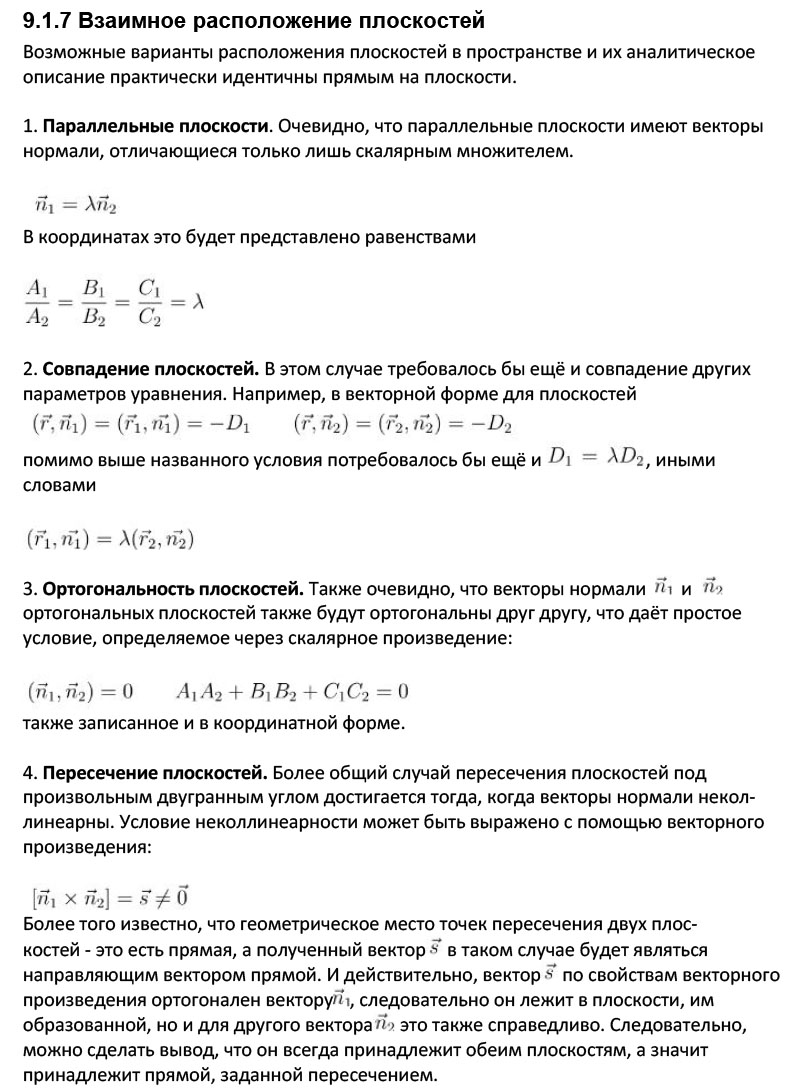 9.1.7 Взаимное расположение плоскостей
Возможные варианты расположения плоскостей в пространстве и их аналитическое
описание практически идентичны прямым на плоскости.
1. Параллельные плоскости. Очевидно, что параллельные плоскости имеют векторы
нормали, отличающиеся только лишь скалярным множителем.
$\vec{n}_1 = \lambda \vec{n}_2$
В координатах это будет представлено равенствами
$\frac{A_1}{A_2} = \frac{B_1}{B_2} = \frac{C_1}{C_2} = \lambda$
2. Совпадение плоскостей. В этом случае требовалось бы ещё и совпадение других
параметров уравнения. Например, в векторной форме для плоскостей
$(\vec{r}, \vec{n}_1) = (\vec{r}_1, \vec{n_1}) = -D_1$ $(\vec{r}, \vec{n}_2) = (\vec{r}_2, \vec{n_2}) = -D_2$
помимо выше названного условия потребовалось бы ещё и $D_1 = \lambda D_2$, иными
словами
$(\vec{r}_1, \vec{n_1}) = \lambda(\vec{r}_2, \vec{n_2})$
3. Ортогональность плоскостей. Также очевидно, что векторы нормали $\vec{n}_1$ и $\vec{n}_2$
ортогональных плоскостей также будут ортогональны друг другу, что даёт простое
условие, определяемое через скалярное произведение:
$(\vec{n}_1, \vec{n}_2) = 0$ $A_1A_2 + B_1B_2 + C_1C_2 = 0$
также записанное и в координатной форме.
4. Пересечение плоскостей. Более общий случай пересечения плоскостей под
произвольным двугранным углом достигается тогда, когда векторы нормали некол-
линеарны. Условие неколлинеарности может быть выражено с помощью векторного
произведения:
$[\vec{n}_1 \times \vec{n}_2] = \vec{s} \neq \vec{0}$
Более того известно, что геометрическое место точек пересечения двух плос-
костей - это есть прямая, а полученный вектор $\vec{s}$ в таком случае будет являться
направляющим вектором прямой. И действительно, вектор $\vec{s}$ по свойствам векторного
произведения ортогонален вектору$\vec{n}_1$, следовательно он лежит в плоскости, им
образованной, но и для другого вектора $\vec{n}_2$ это также справедливо. Следовательно,
можно сделать вывод, что он всегда принадлежит обеим плоскостям, а значит
принадлежит прямой, заданной пересечением.